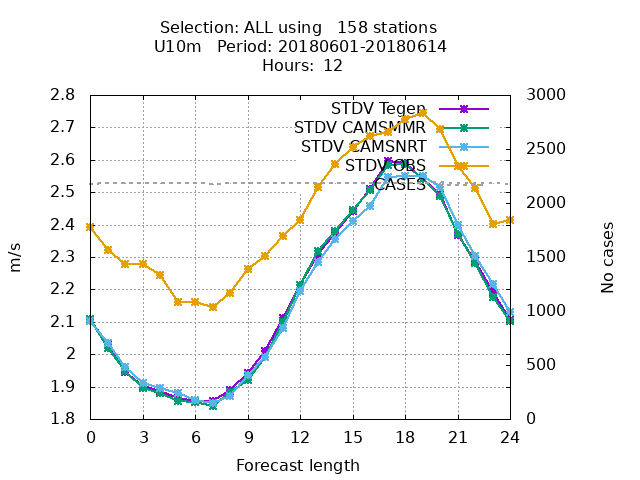 Selection: ALL using   158 stations
U10m   Period: 20180601-20180614
Hours:  12
2.8
2.7
2.6
2.5
2.4
2.3
2.2
2.1
2
1.9
1.8
m/s
STDV Tegen
STDV CAMSMMR
STDV CAMSNRT
STDV OBS
CASES
3000
2500
2000
1500
1000
500
0
No cases
0 3 6 9 12 15 18 21 24
Forecast length